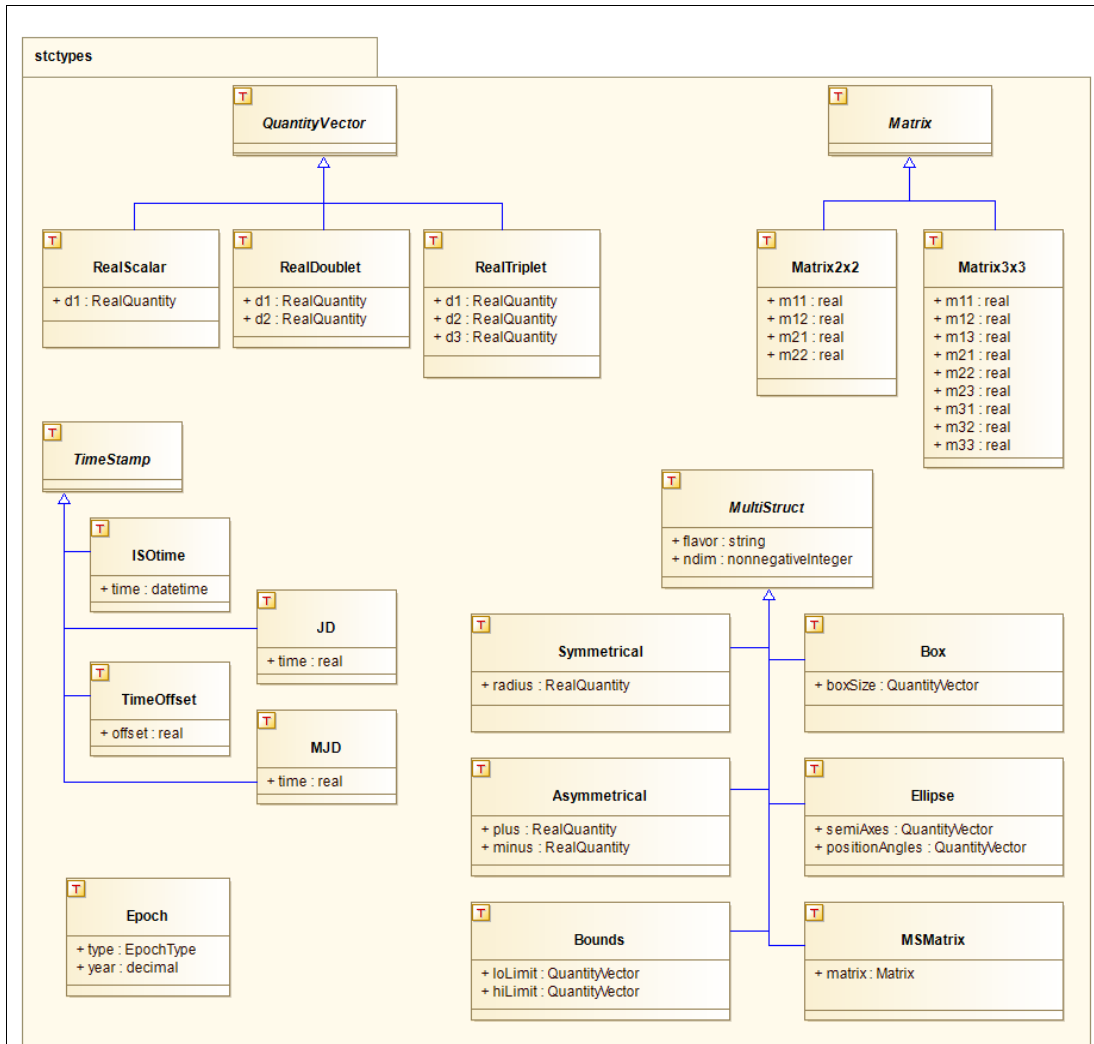 stctypes
T
QuantityVector
T
Matrix
T
RealScalar
+ d1 : RealQuantity
T
RealDoublet
+ d1 : RealQuantity
+ d2 : RealQuantity
T
RealTriplet
+ d1 : RealQuantity
+ d2 : RealQuantity
+ d3 : RealQuantity
T
Matrix2x2
+ m11 : real
+ m12 : real
+ m21 : real
+ m22 : real
T
Matrix3x3
+ m11 : real
+ m12 : real
+ m13 : real
+ m21 : real
+ m22 : real
+ m23 : real
+ m31 : real
+ m32 : real
+ m33 : real
T
TimeStamp
T
ISOtime
+ time : datetime
T
JD
+ time : real
T
TimeOffset
+ offset : real
T
MJD
+ time : real
T
Epoch
+ type : EpochType
+ year : decimal
T
MultiStruct
+ flavor : string
+ ndim : nonnegativeInteger
T
Symmetrical
+ radius : RealQuantity
T
Box
+ boxSize : QuantityVector
T
Asymmetrical
+ plus : RealQuantity
+ minus : RealQuantity
T
Ellipse
+ semiAxes : QuantityVector
+ positionAngles : QuantityVector
T
Bounds
+ loLimit : QuantityVector
+ hiLimit : QuantityVector
T
MSMatrix
+ matrix : Matrix